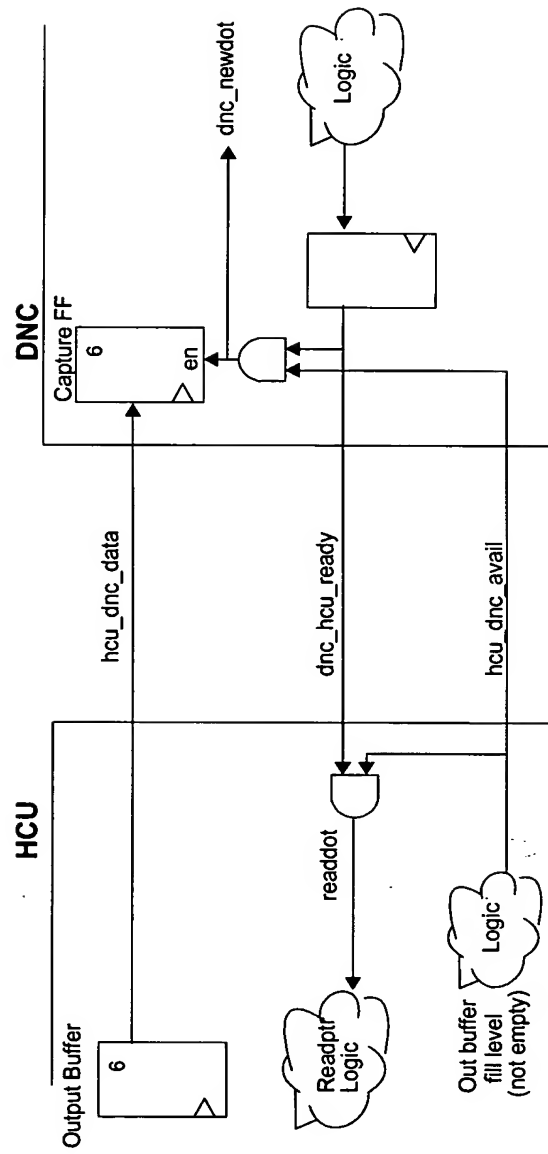 HCU
DNC
Output Buffer
6
hcu_dnc_data
Capture FF
6
en
dnc_newdot
Readptr
Logic
readdot
dnc_hcu_ready
Logic
Out buffer
fill level
(not empty)
Logic
hcu_dnc_avail